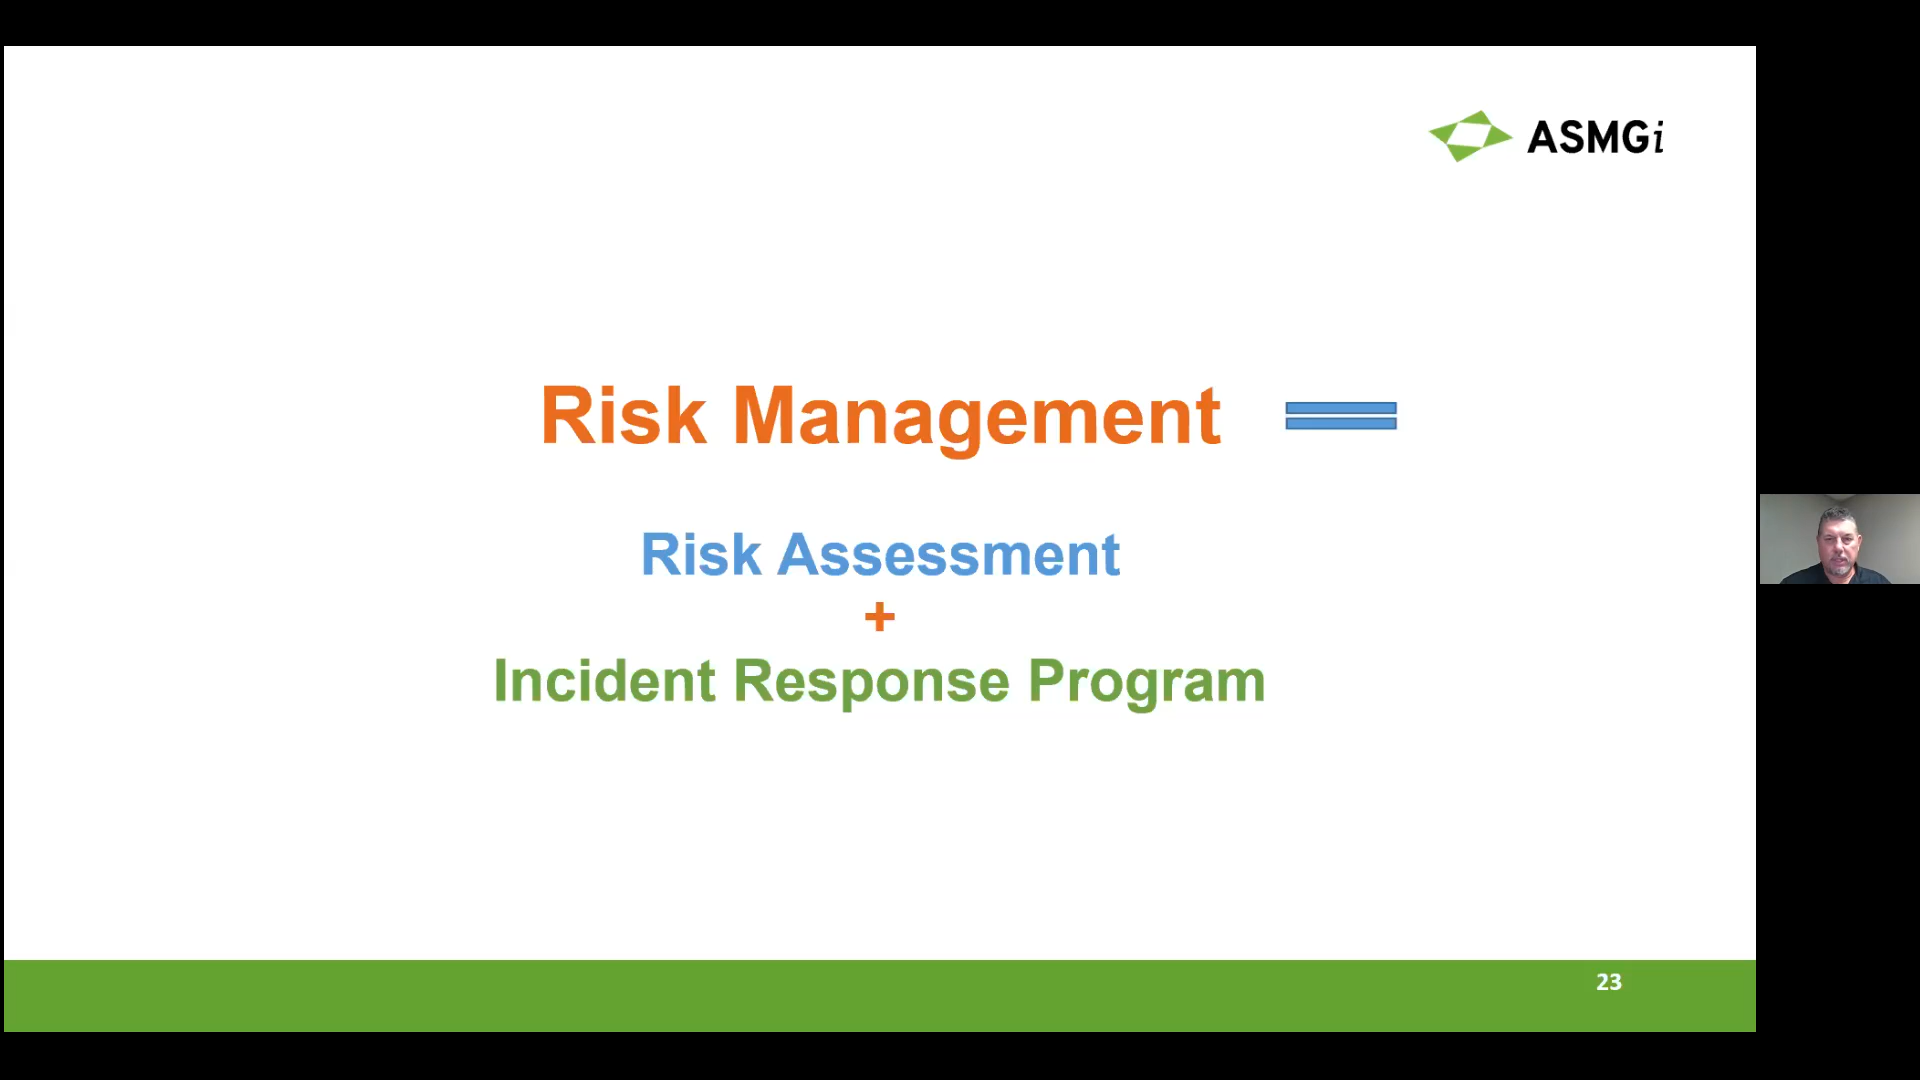 ASMGi
Risk Management =
Risk Assessment
+
Incident Response Program
23